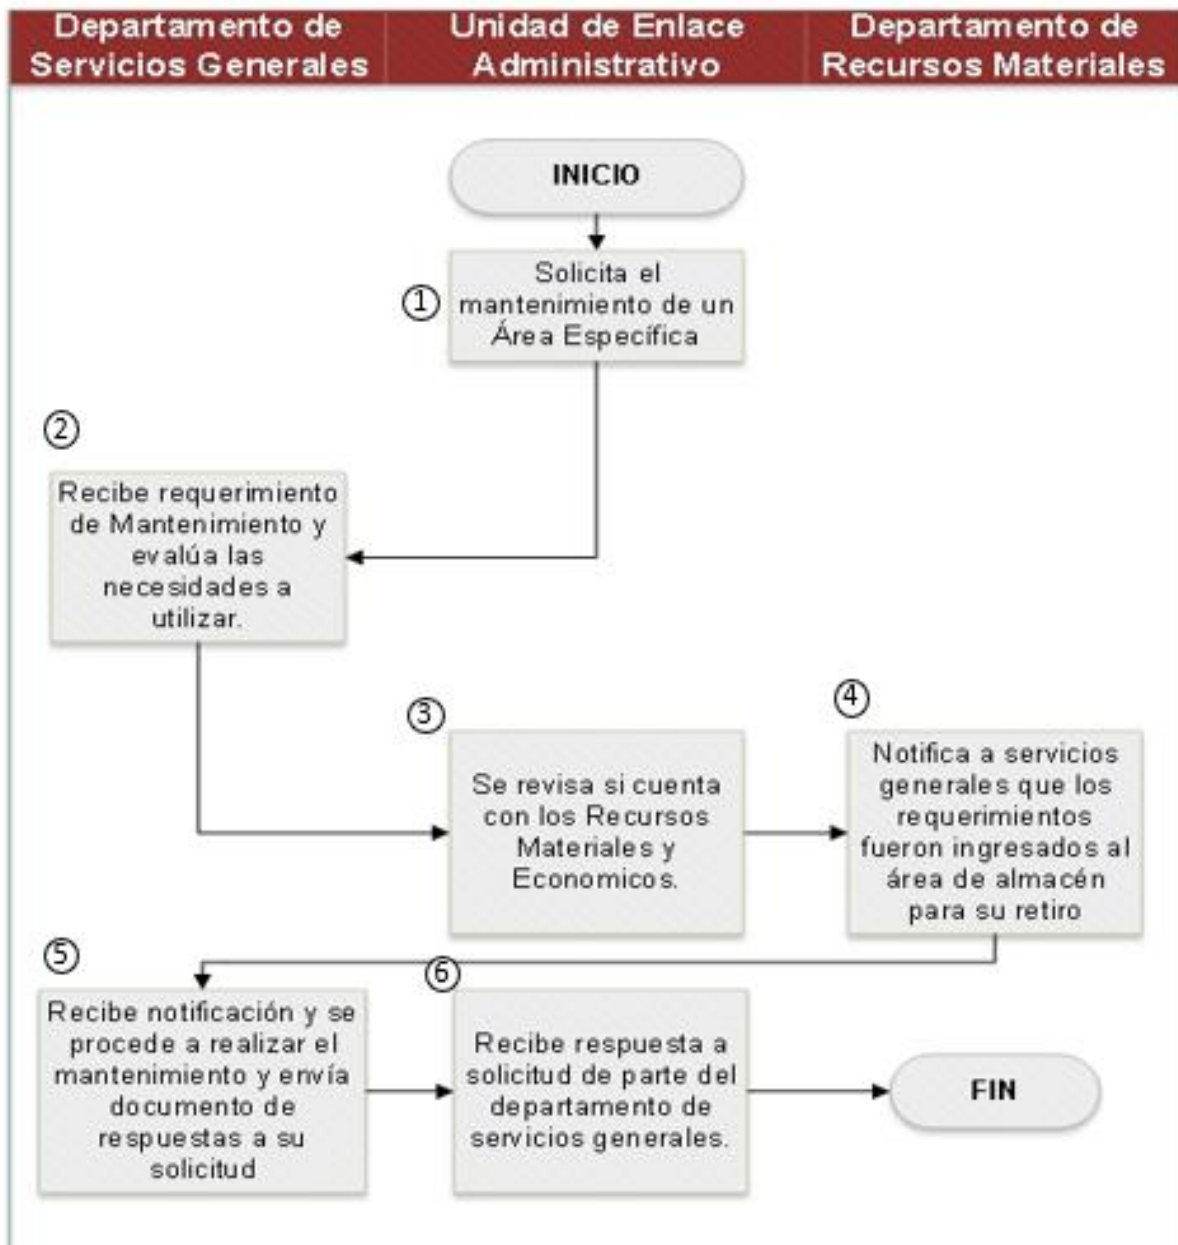 Departamento de
Servicios Generales
Unidad de Enlace
Administrativo
Departamento de
Recursos Materiales
INICIO
1
Solicita el
mantenimiento de un
Área Específica
2
Recibe requerimiento
de Mantenimiento y
evalúa las
necesidades a
utilizar.
3
Se revisa si cuenta
con los Recursos
Materiales y
Economicos.
4
Notifica a servicios
generales que los
requerimientos
fueron ingresados al
área de almacén
para su retiro
5
Recibe notificación y se
procede a realizar el
mantenimiento y envía
documento de
respuestas a su
solicitud
6
Recibe respuesta a
solicitud de parte del
departamento de
servicios generales.
FIN